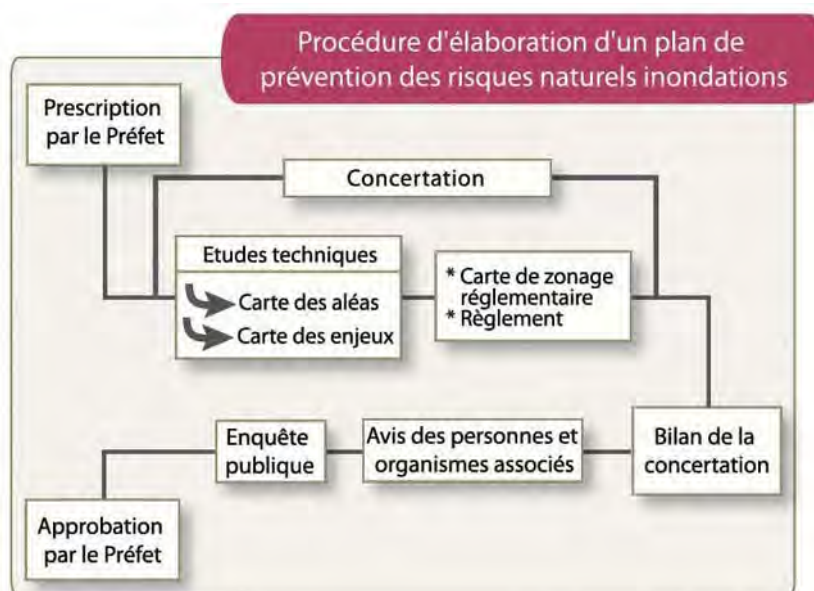 Procédure d'élaboration d'un plan de
prévention des risques naturels inondations
Prescription
par le Préfet
Concertation
Etudes techniques
Carte des aléas
Carte des enjeux
* Carte de zonage
réglementaire
* Règlement
Bilan de la
concertation
Avis des personnes et
organismes associés
Enquête
publique
Approbation
par le Préfet